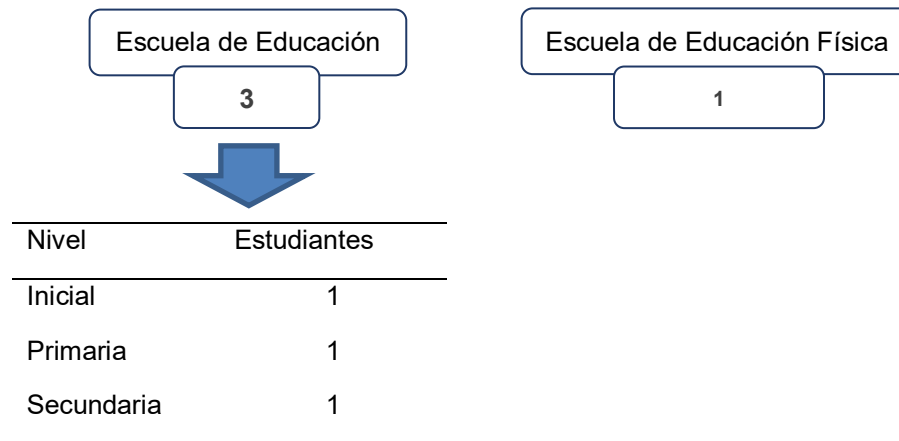 Escuela de Educación
3
Escuela de Educación Física
1
Nivel Estudiantes
Inicial 1
Primaria 1
Secundaria 1